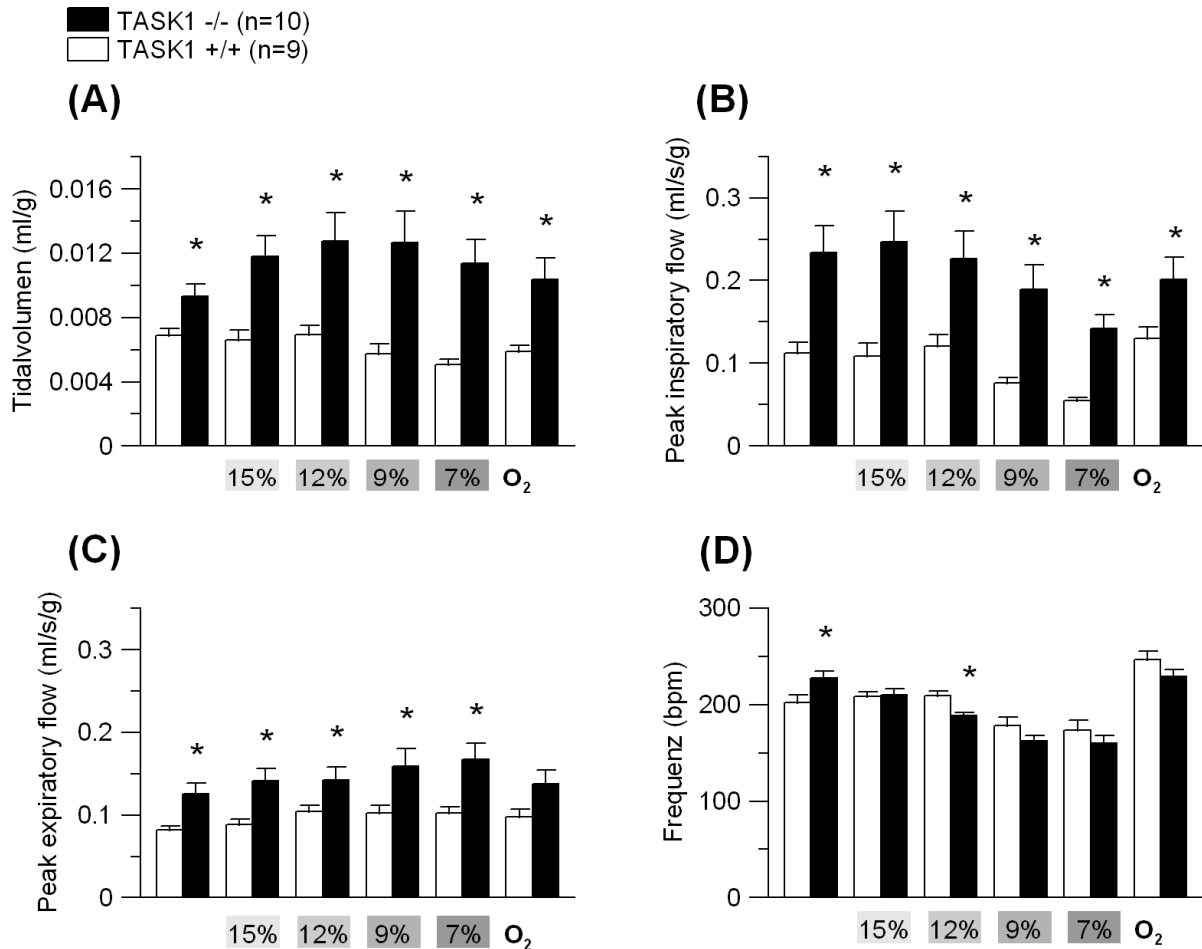 TASK1 -/- (n=10)
TASK1 +/+ (n=9)
(A)
Tidalvolumen (ml/g)
0.016
0.012
0.008
0.004
0
* * * * * *
15% 12% 9% 7% O₂
(B)
Peak inspiratory flow (ml/s/g)
0.3
0.2
0.1
0
* * * * * *
15% 12% 9% 7% O₂
(C)
Peak expiratory flow (ml/s/g)
0.3
0.2
0.1
0
* * * * *
15% 12% 9% 7% O₂
(D)
Frequenz (bpm)
300
200
100
0
* *
15% 12% 9% 7% O₂